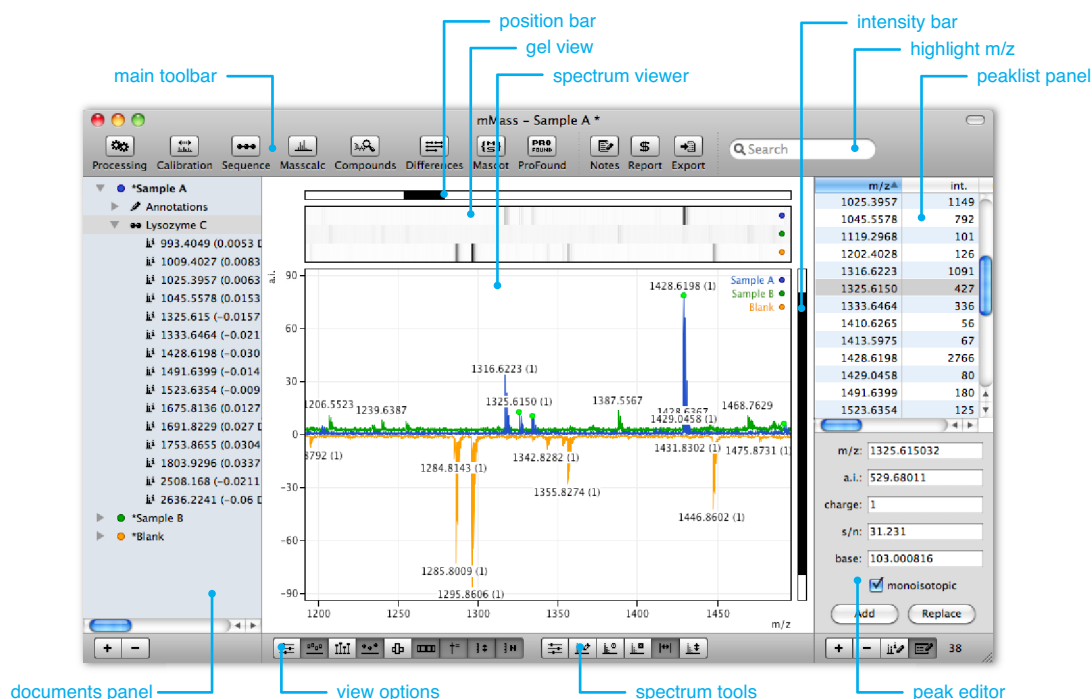 position bar
intensity bar
gel view
highlight m/z
main toolbar
spectrum viewer
peaklist panel
mMass – Sample A *
Processing Calibration Sequence Masscalc Compounds Differences Mascot ProFound Notes Report Export
PRO FOUND
Search
*Sample A
Annotations
Lysozyme C
993.4049 (0.0053 D
1009.4027 (0.0083
1025.3957 (0.0063
1045.5578 (0.0153
1325.615 (-0.0157
1333.6464 (-0.021
1428.6198 (-0.030
1491.6399 (-0.014
1523.6354 (-0.009
1675.8136 (0.0127
1691.8229 (0.027 D
1753.8655 (0.0304
1803.9296 (0.0337
2508.168 (-0.0211
2636.2241 (-0.06 D
*Sample B
*Blank
a.i.
90
60
30
0
-30
-60
-90
Sample A
Sample B
Blank
1428.6198 (1)
1316.6223 (1)
1325.6150 (1)
1206.5523
1239.6387
1387.5567
1428.6367
1429.0458 (1)
1468.7629
8792 (1)
1284.8143 (1)
1342.8282 (1)
1431.8302 (1)
1475.8731 (1)
1355.8274 (1)
1446.8602 (1)
1285.8009 (1)
1295.8606 (1)
1200 1250 1300 1350 1400 1450
m/z
m/z int.
1025.3957 1149
1045.5578 792
1119.2968 101
1202.4028 126
1316.6223 1091
1325.6150 427
1333.6464 336
1410.6265 56
1413.5975 67
1428.6198 2766
1429.0458 80
1491.6399 180
1523.6354 125
m/z: 1325.615032
a.i.: 529.68011
charge: 1
s/n: 31.231
base: 103.000816
monoisotopic
Add Replace
38
documents panel
view options
spectrum tools
peak editor